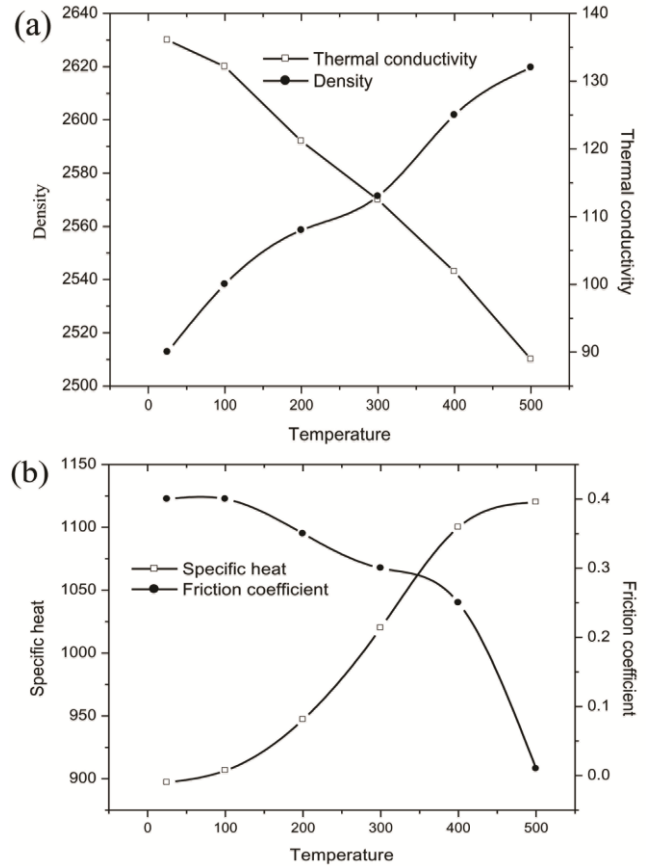 (a)
2640
2620
2600
2580
2560
2540
2520
2500
Density
Thermal conductivity
Density
140
130
120
110
100
90
Thermal conductivity
0 100 200 300 400 500
Temperature
(b)
1150
1100
1050
1000
950
900
Specific heat
Specific heat
Friction coefficient
0.4
0.3
0.2
0.1
0.0
Friction coefficient
0 100 200 300 400 500
Temperature